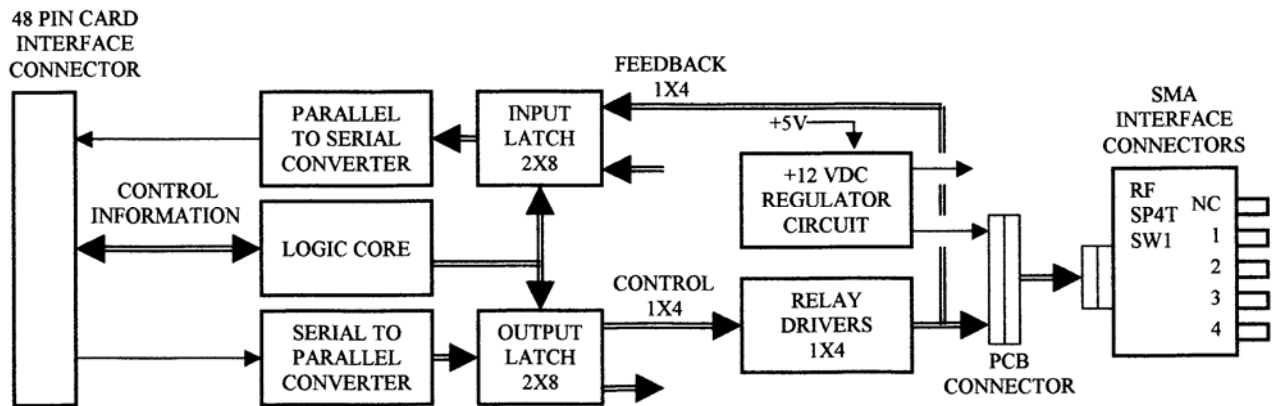 48 PIN CARD
INTERFACE
CONNECTOR
PARALLEL
TO SERIAL
CONVERTER
INPUT
LATCH
2X8
FEEDBACK
1X4
+5V
+12 VDC
REGULATOR
CIRCUIT
SMA
INTERFACE
CONNECTORS
RF
SP4T
SW1
NC
1
2
3
4
CONTROL
INFORMATION
LOGIC CORE
SERIAL TO
PARALLEL
CONVERTER
OUTPUT
LATCH
2X8
CONTROL
1X4
RELAY
DRIVERS
1X4
PCB
CONNECTOR